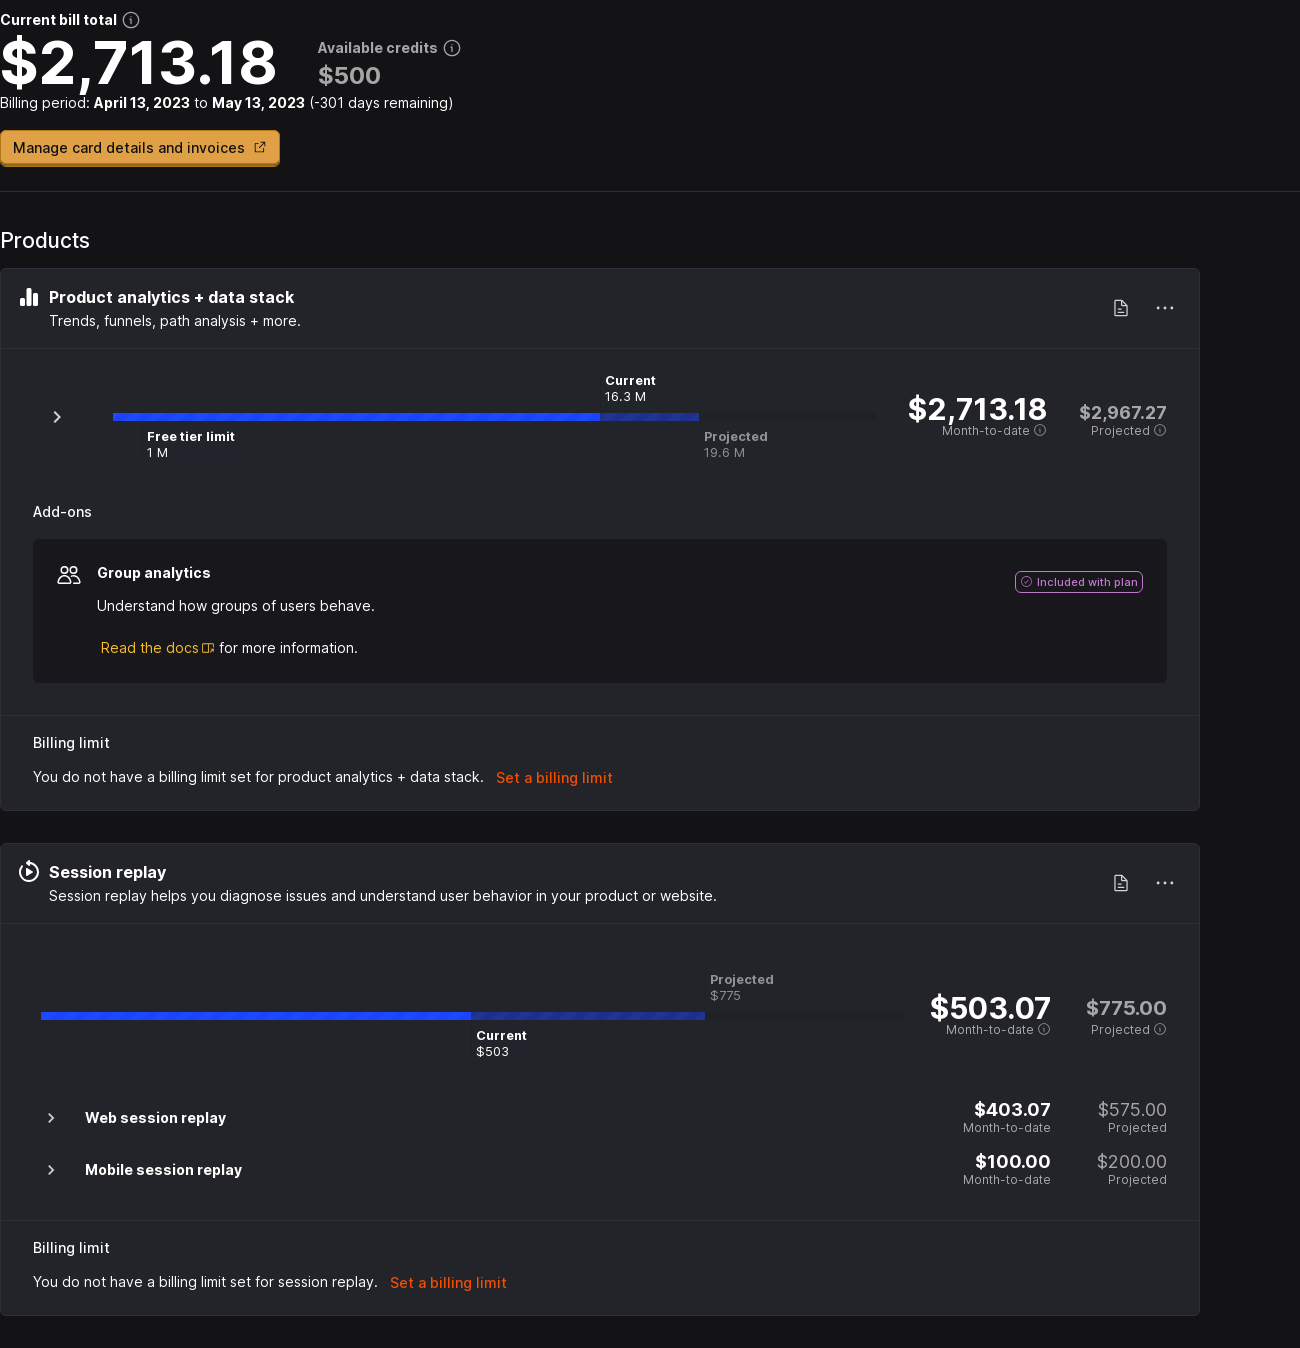 Current bill total
$2,713.18
Available credits
$500
Billing period: April 13, 2023 to May 13, 2023 (-301 days remaining)
Manage card details and invoices
Products
Product analytics + data stack
Trends, funnels, path analysis + more.
Current
16.3 M
Free tier limit
1 M
Projected
19.6 M
$2,713.18
Month-to-date
$2,967.27
Projected
Add-ons
Group analytics
Included with plan
Understand how groups of users behave.
Read the docs for more information.
Billing limit
You do not have a billing limit set for product analytics + data stack. Set a billing limit
Session replay
Session replay helps you diagnose issues and understand user behavior in your product or website.
Projected
$775
Current
$503
$503.07
Month-to-date
$775.00
Projected
Web session replay
$403.07
Month-to-date
$575.00
Projected
Mobile session replay
$100.00
Month-to-date
$200.00
Projected
Billing limit
You do not have a billing limit set for session replay. Set a billing limit